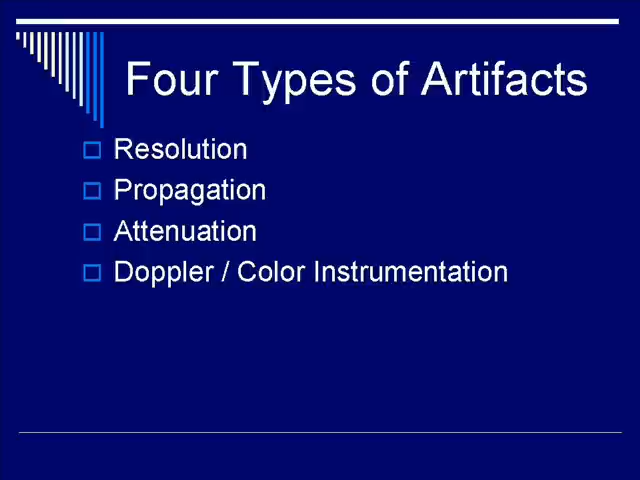 Four Types of Artifacts
Resolution
Propagation
Attenuation
Doppler / Color Instrumentation